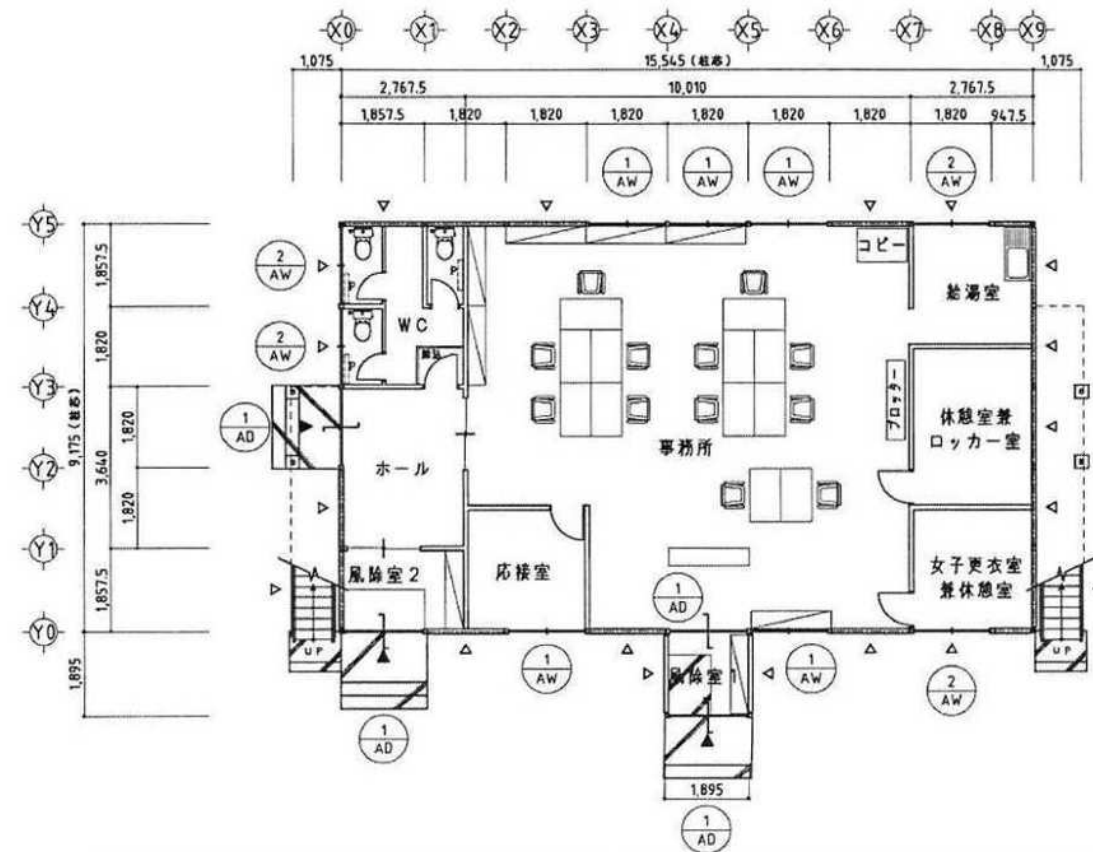 X0 X1 X2 X3 X4 X5 X6 X7 X8 X9
1,075 15,545 (柱芯) 1,075
2,767.5 10,010 2,767.5
1,857.5 1,820 1,820 1,820 1,820 1,820 1,820 1,820 947.5
1 AW
1 AW
1 AW
2 AW
Y5
Y4
Y3
Y2
Y1
Y0
1,857.5
1,820
3,640
1,857.5
9,175 (柱芯)
1,820
1,820
1,895
2 AW
2 AW
1 AD
P
P
P
WC
コピー
給湯室
プロッター
休憩室兼
ロッカー室
事務所
ホール
風除室2
応接室
女子更衣室
兼休憩室
1 AD
UP
UP
風除室1
1 AW
1 AW
2 AW
1 AD
1,895
1 AD